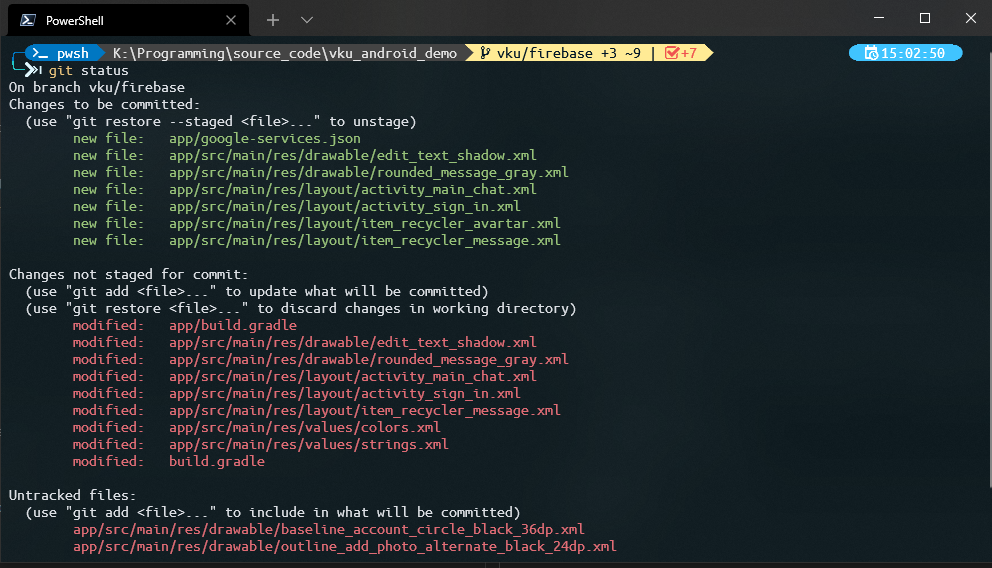 PowerShell
pwsh K:\Programming\source_code\vku_android_demo vku/firebase +3 ~9 | +7 15:02:50
git status
On branch vku/firebase
Changes to be committed:
(use "git restore --staged <file>..." to unstage)
new file: app/google-services.json
new file: app/src/main/res/drawable/edit_text_shadow.xml
new file: app/src/main/res/drawable/rounded_message_gray.xml
new file: app/src/main/res/layout/activity_main_chat.xml
new file: app/src/main/res/layout/activity_sign_in.xml
new file: app/src/main/res/layout/item_recycler_avartar.xml
new file: app/src/main/res/layout/item_recycler_message.xml
Changes not staged for commit:
(use "git add <file>..." to update what will be committed)
(use "git restore <file>..." to discard changes in working directory)
modified: app/build.gradle
modified: app/src/main/res/drawable/edit_text_shadow.xml
modified: app/src/main/res/drawable/rounded_message_gray.xml
modified: app/src/main/res/layout/activity_main_chat.xml
modified: app/src/main/res/layout/activity_sign_in.xml
modified: app/src/main/res/layout/item_recycler_message.xml
modified: app/src/main/res/values/colors.xml
modified: app/src/main/res/values/strings.xml
modified: build.gradle
Untracked files:
(use "git add <file>..." to include in what will be committed)
app/src/main/res/drawable/baseline_account_circle_black_36dp.xml
app/src/main/res/drawable/outline_add_photo_alternate_black_24dp.xml